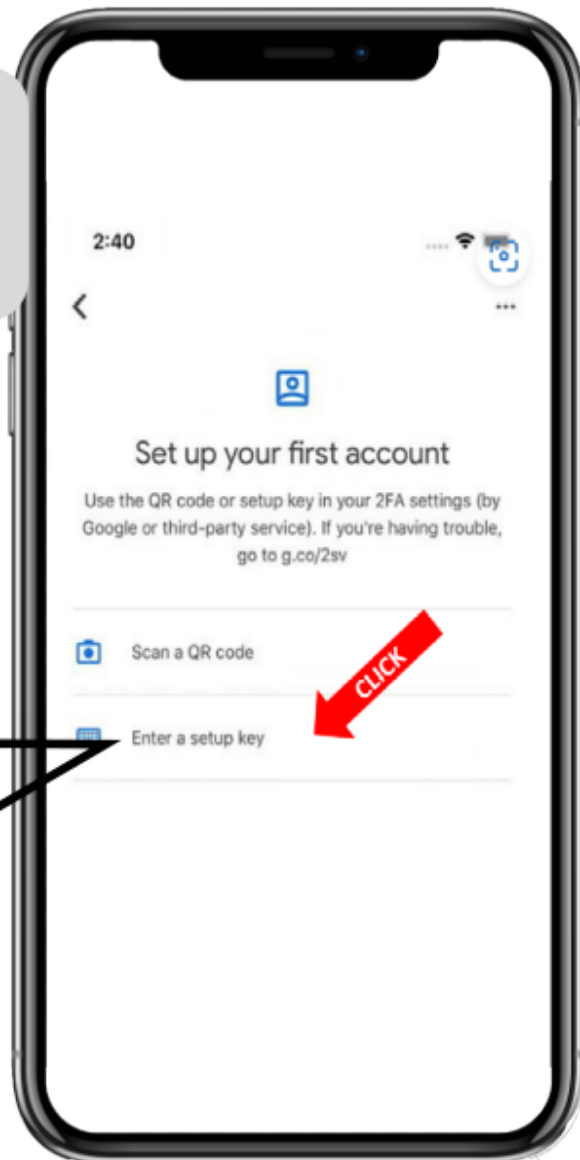 2:40
Set up your first account
Use the QR code or setup key in your 2FA settings (by
Google or third-party service). If you're having trouble,
go to g.co/2sv
Scan a QR code
CLICK
Enter a setup key